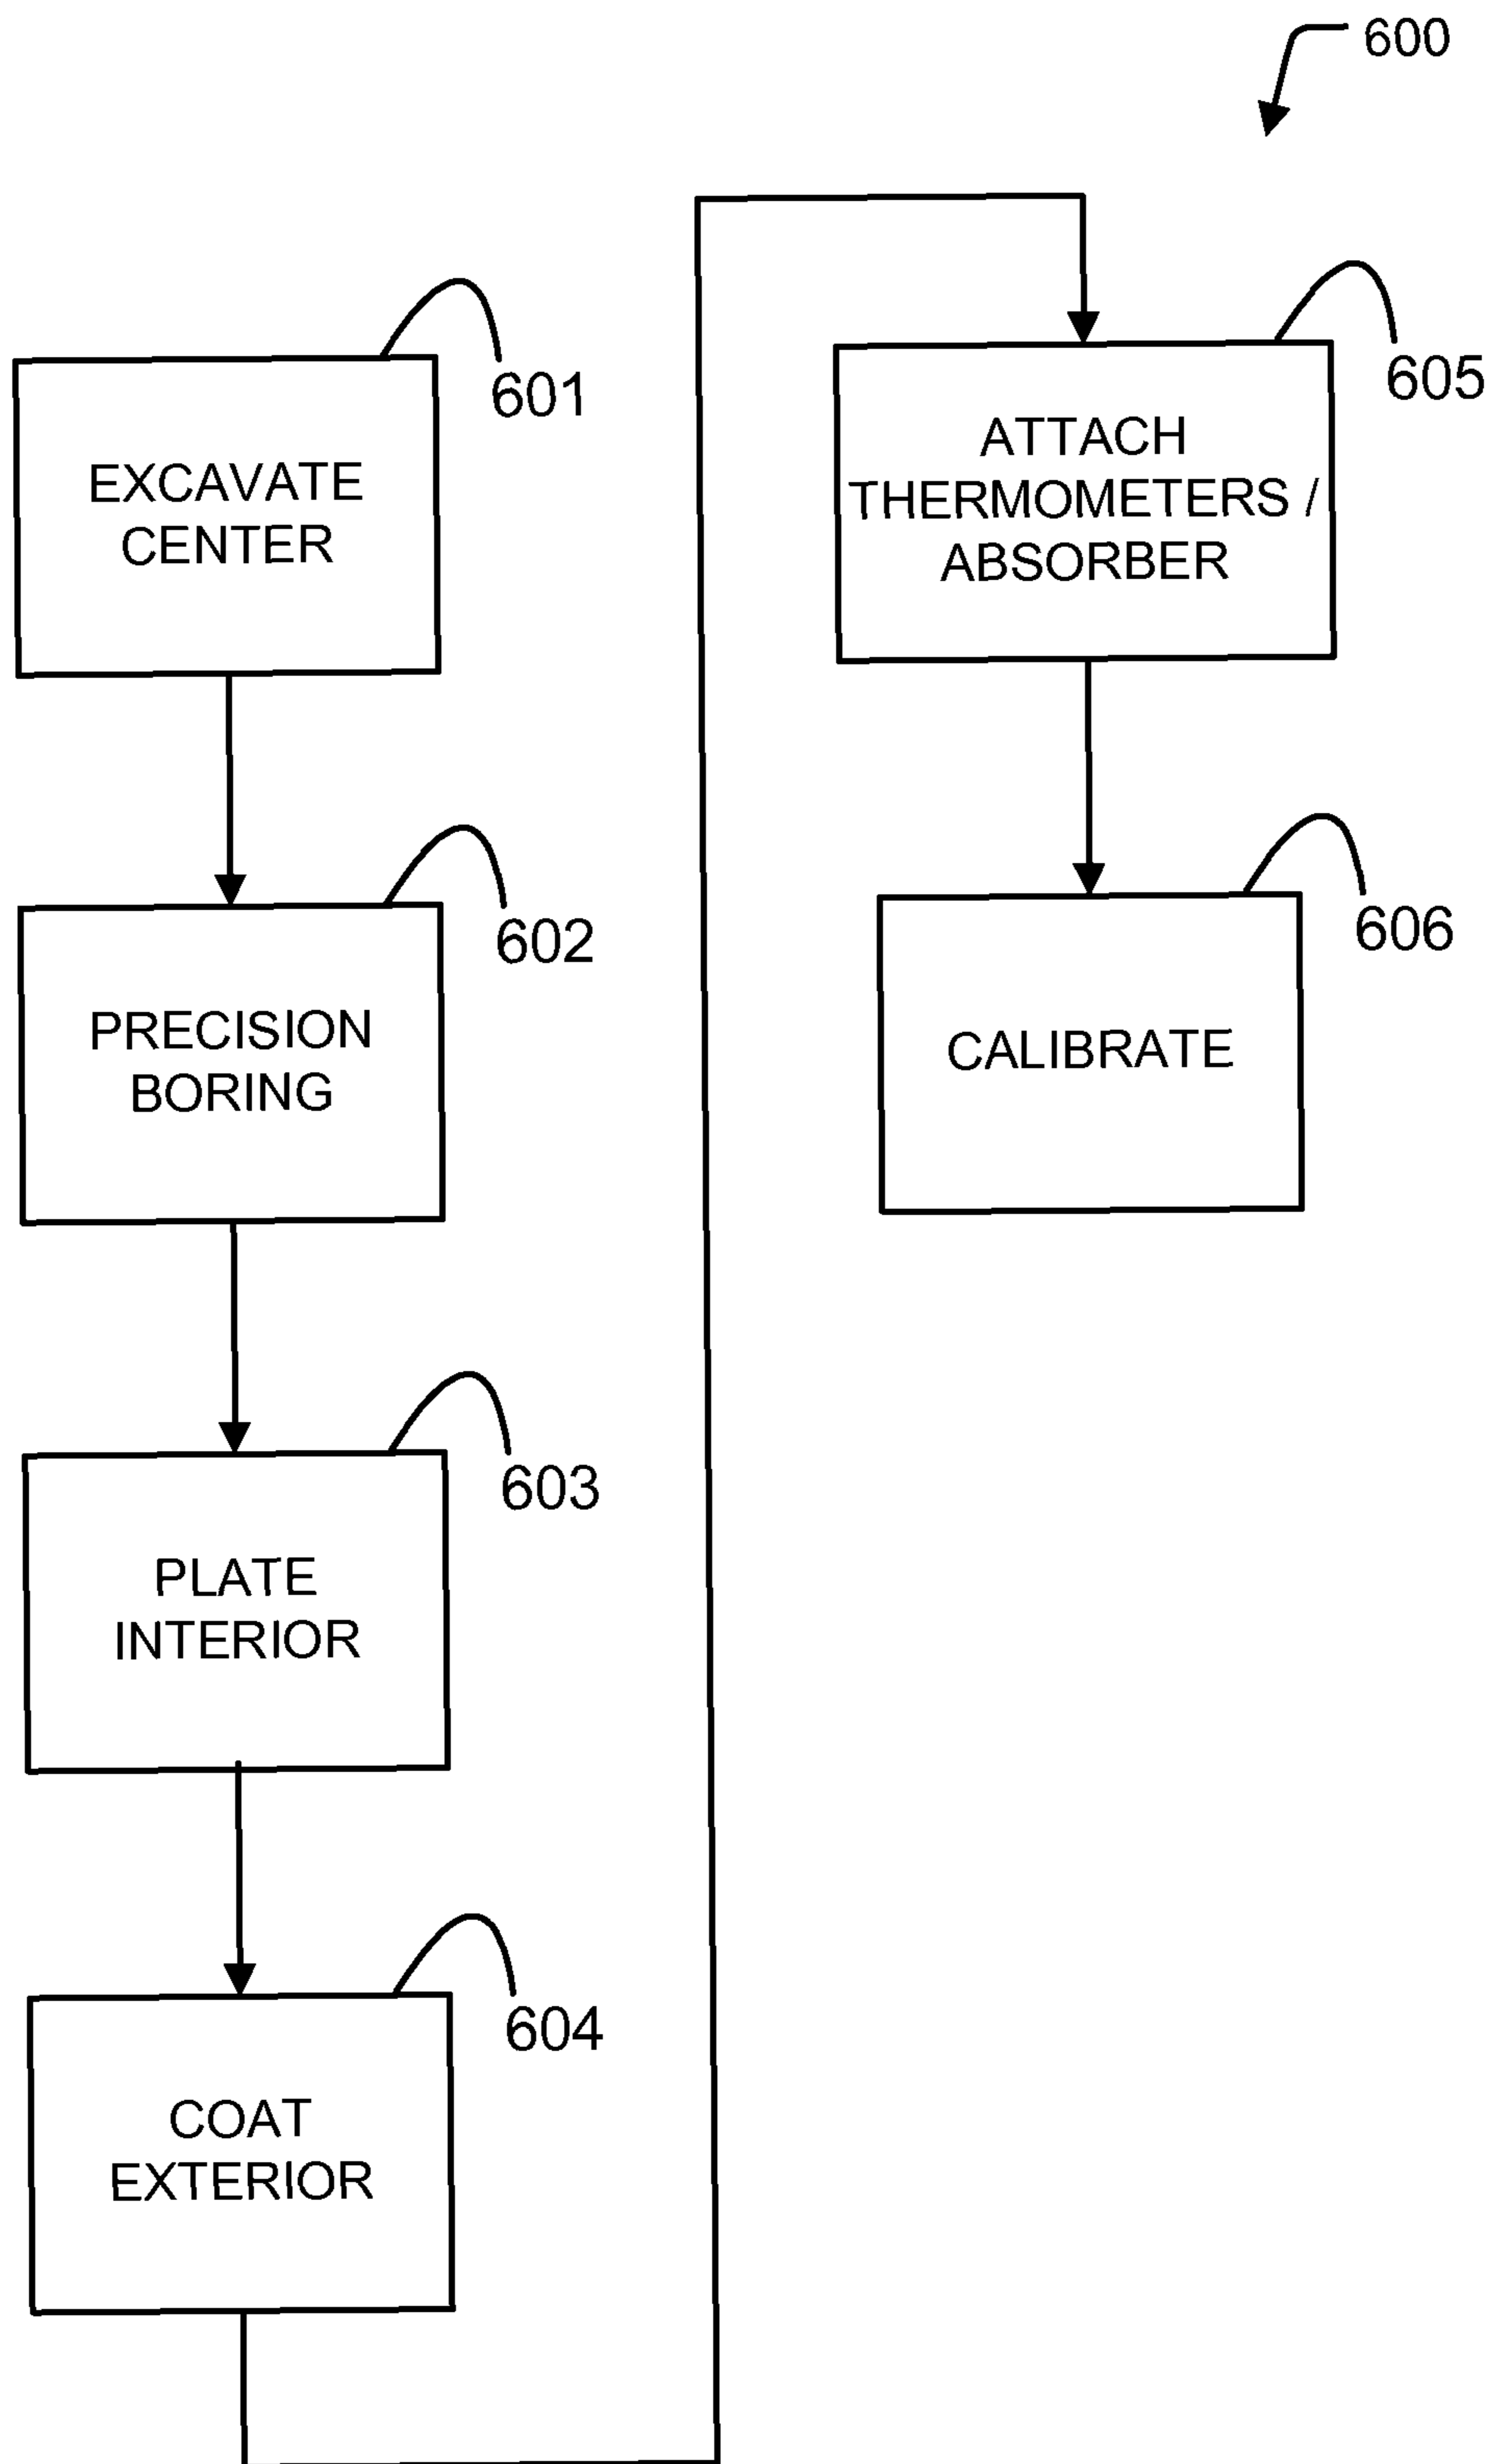 600
601
EXCAVATE
CENTER
602
PRECISION
BORING
603
PLATE
INTERIOR
604
COAT
EXTERIOR
605
ATTACH
THERMOMETERS /
ABSORBER
606
CALIBRATE